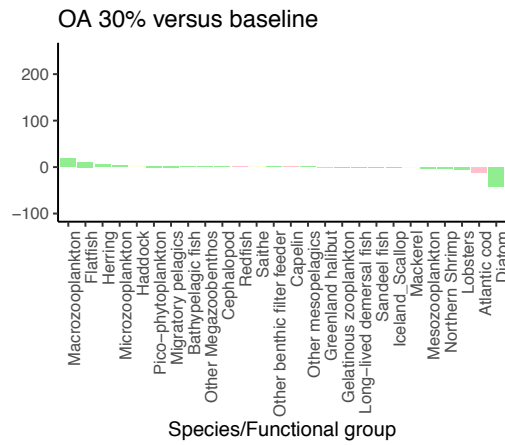 OA 30% versus baseline
200
100
0
−100
Macrozooplankton
Flatfish
Herring
Microzooplankton
Haddock
Pico−phytoplankton
Migratory pelagics
Bathypelagic fish
Other Megazoobenthos
Cephalopod
Redfish
Saithe
Other benthic filter feeder
Capelin
Other mesopelagics
Greenland halibut
Gelatinous zooplankton
Long−lived demersal fish
Sandeel fish
Iceland_Scallop
Mackerel
Mesozooplankton
Northern Shrimp
Lobsters
Atlantic cod
Diatom
Species/Functional group